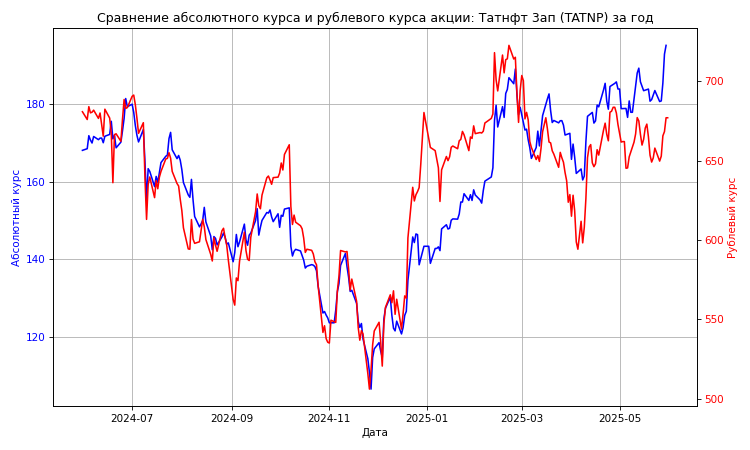 Сравнение абсолютного курса и рублевого курса акции: Татнфт 3ап (TATNP) за год
Абсолютный курс
180
160
140
120
700
650
600
550
500
Рублевый курс
2024-07 2024-09 2024-11 2025-01 2025-03 2025-05
Дата